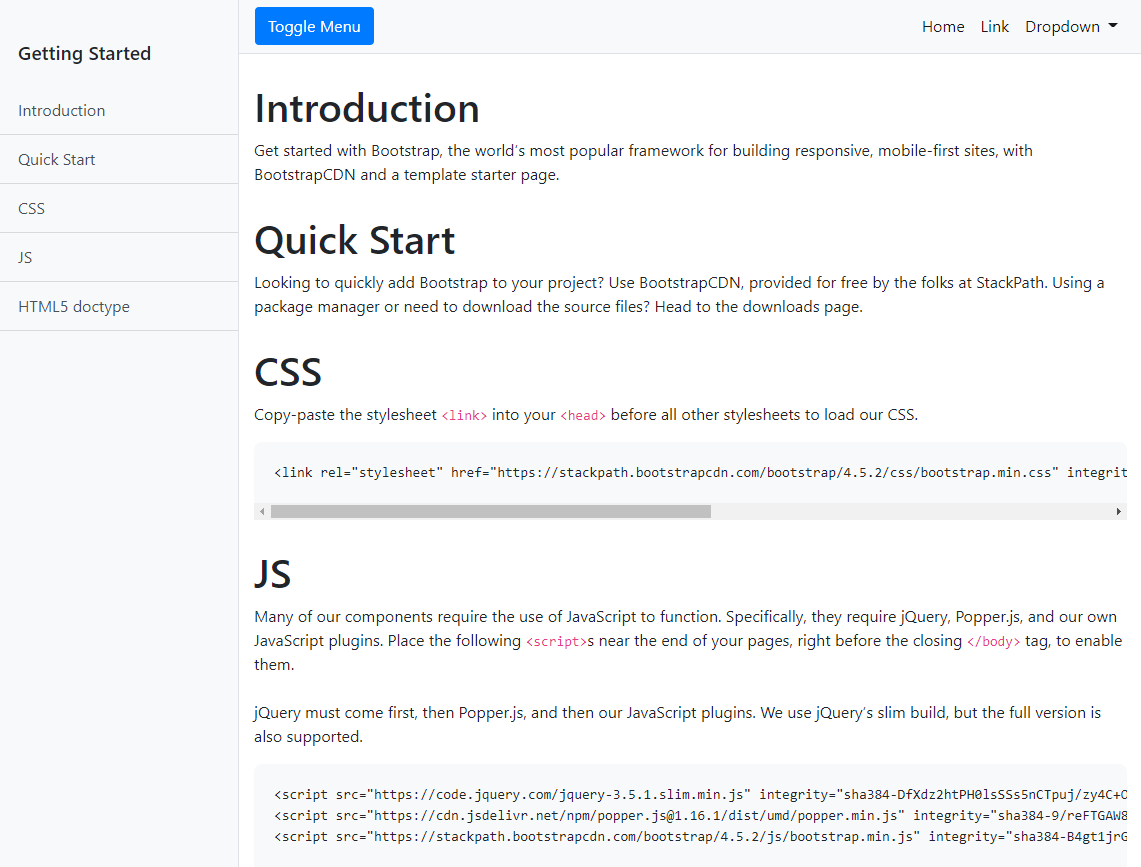 Getting Started
Introduction
Quick Start
CSS
JS
HTML5 doctype
Toggle Menu
Home Link Dropdown
Introduction
Get started with Bootstrap, the world's most popular framework for building responsive, mobile-first sites, with
BootstrapCDN and a template starter page.
Quick Start
Looking to quickly add Bootstrap to your project? Use BootstrapCDN, provided for free by the folks at StackPath. Using a
package manager or need to download the source files? Head to the downloads page.
CSS
Copy-paste the stylesheet <link> into your <head> before all other stylesheets to load our CSS.
<link rel="stylesheet" href="https://stackpath.bootstrapcdn.com/bootstrap/4.5.2/css/bootstrap.min.css" integrit
JS
Many of our components require the use of JavaScript to function. Specifically, they require jQuery, Popper.js, and our own
JavaScript plugins. Place the following <script>s near the end of your pages, right before the closing </body> tag, to enable
them.
jQuery must come first, then Popper.js, and then our JavaScript plugins. We use jQuery's slim build, but the full version is
also supported.
<script src="https://code.jquery.com/jquery-3.5.1.slim.min.js" integrity="sha384-DfXdz2htPH0lsSSs5nCTpuj/zy4C+O
<script src="https://cdn.jsdelivr.net/npm/popper.js@1.16.1/dist/umd/popper.min.js" integrity="sha384-9/reFTGAW8
<script src="https://stackpath.bootstrapcdn.com/bootstrap/4.5.2/js/bootstrap.min.js" integrity="sha384-B4gt1jrG